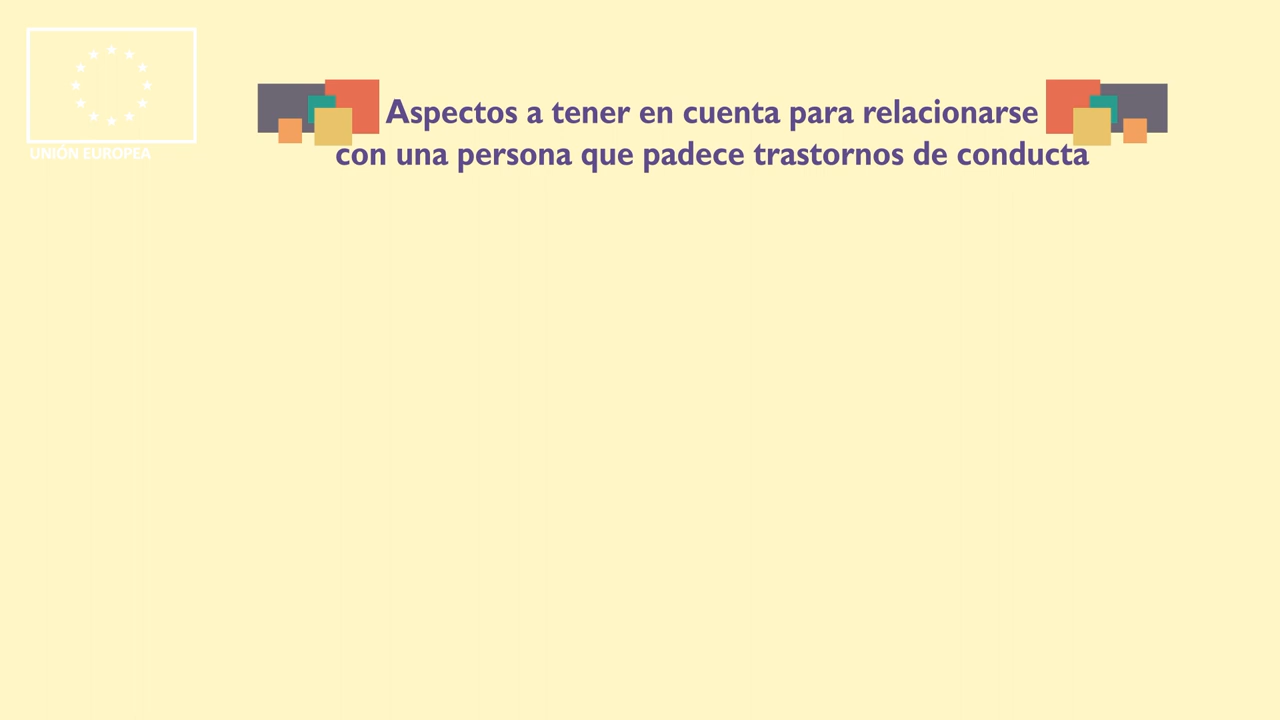 UNIÓN EUROPEA
Aspectos a tener en cuenta para relacionarse
con una persona que padece trastornos de conducta